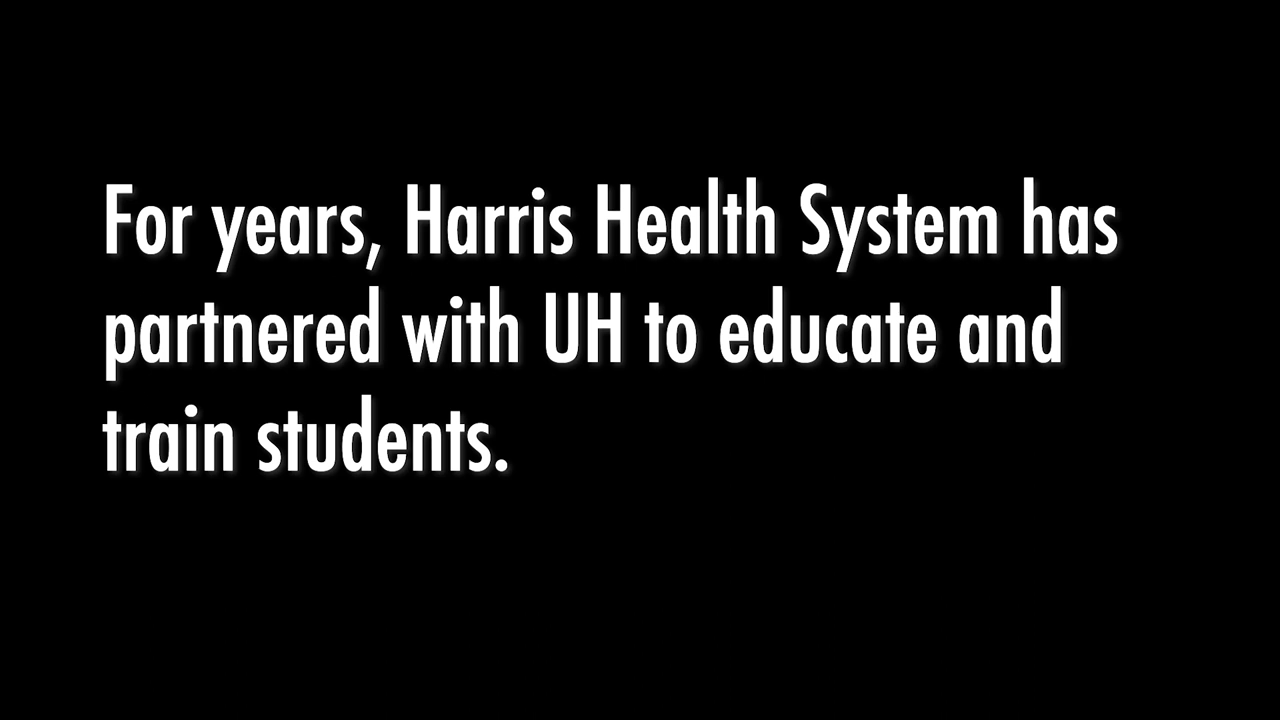 For years, Harris Health System has
partnered with UH to educate and
train students.